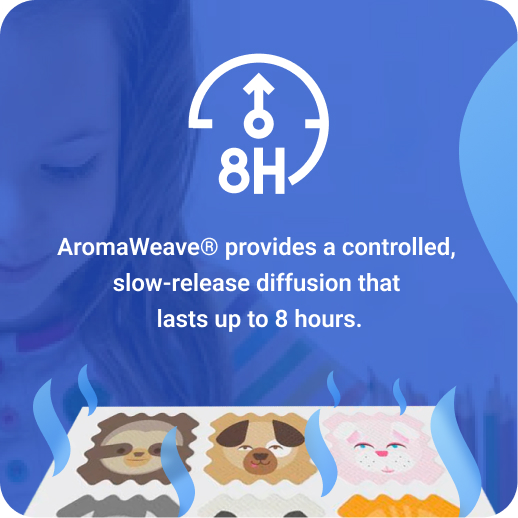 8H
AromaWeave® provides a controlled,
slow-release diffusion that
lasts up to 8 hours.